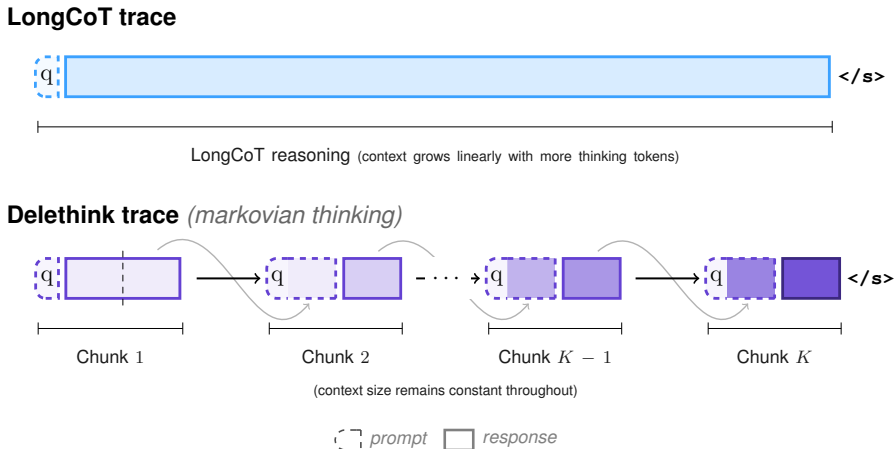 LongCoT trace
q </s>
LongCoT reasoning (context grows linearly with more thinking tokens)
Delethink trace (markovian thinking)
q q · · · q q </s>
Chunk 1 Chunk 2 Chunk K − 1 Chunk K
(context size remains constant throughout)
prompt response